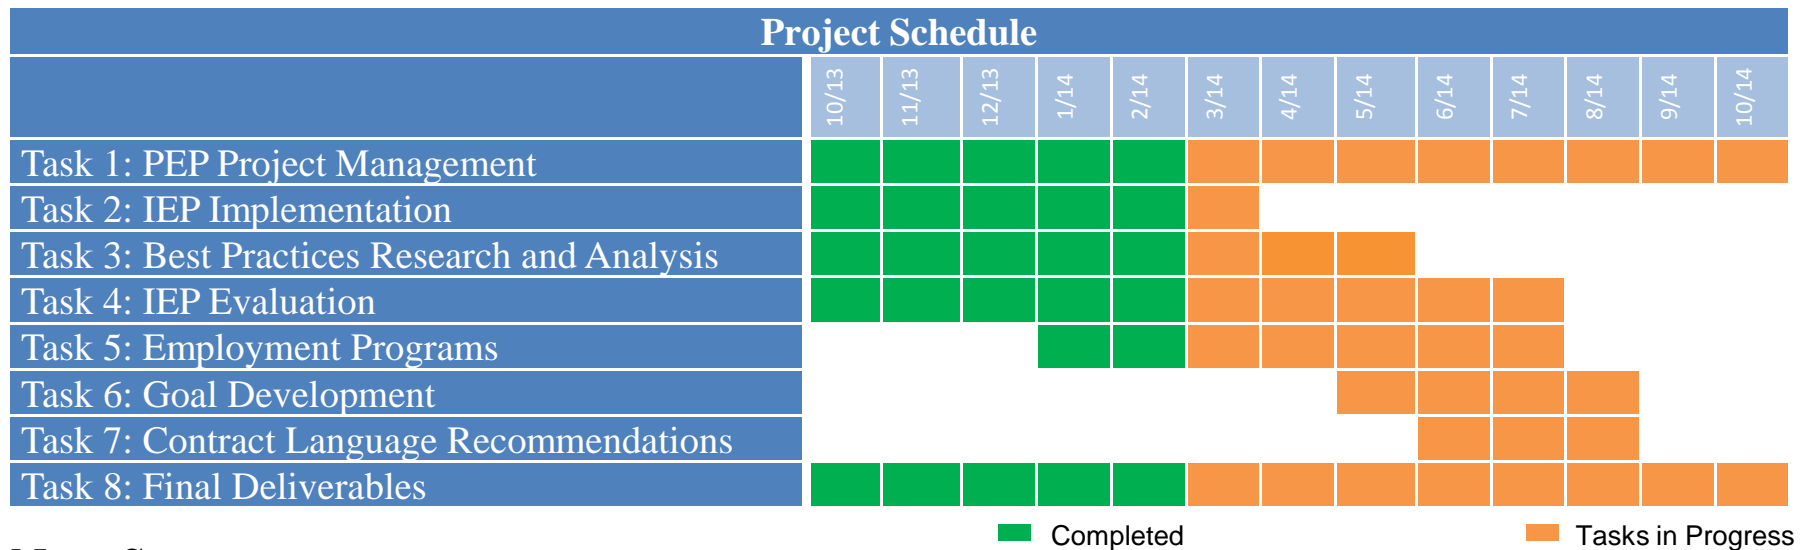 Project Schedule
10/13 11/13 12/13 1/14 2/14 3/14 4/14 5/14 6/14 7/14 8/14 9/14 10/14
Task 1: PEP Project Management
Task 2: IEP Implementation
Task 3: Best Practices Research and Analysis
Task 4: IEP Evaluation
Task 5: Employment Programs
Task 6: Goal Development
Task 7: Contract Language Recommendations
Task 8: Final Deliverables
Completed Tasks in Progress